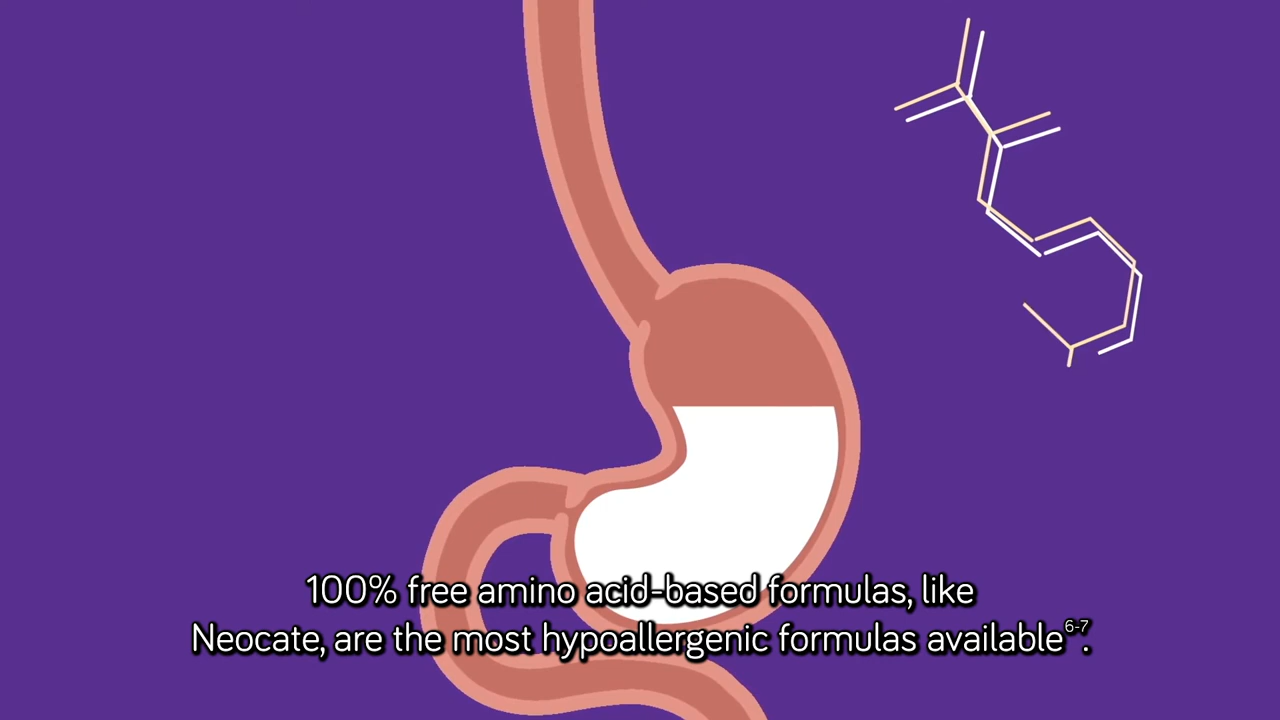 100% free amino acid-based formulas, like
Neocate, are the most hypoallergenic formulas available⁶⁻⁷.